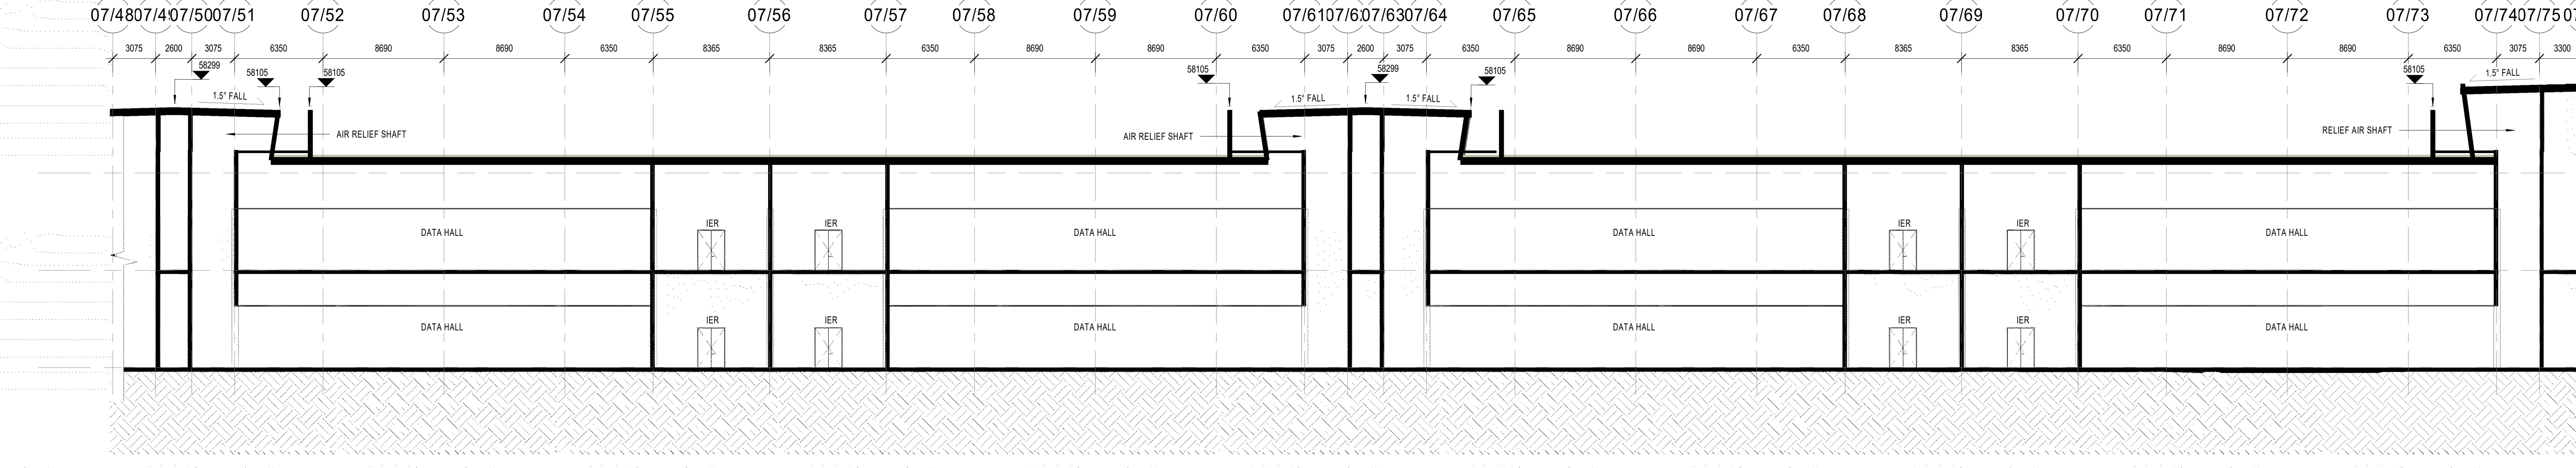 07/48 07/49 07/50 07/51 07/52 07/53 07/54 07/55 07/56 07/57 07/58 07/59 07/60 07/61 07/63 07/64 07/65 07/66 07/67 07/68 07/69 07/70 07/71 07/72 07/73 07/74 07/75
3075 2600 3075 6350 8690 8690 6350 8365 8365 6350 8690 8690 6350 3075 2600 3075 6350 8690 8690 6350 8365 8365 6350 8690 8690 6350 3075 3300
58299 58105 58105 58105 58299 58105 58105
1.5° FALL 1.5° FALL 1.5° FALL 1.5° FALL
AIR RELIEF SHAFT AIR RELIEF SHAFT RELIEF AIR SHAFT
IER IER IER IER
DATA HALL DATA HALL DATA HALL DATA HALL
IER IER IER IER
DATA HALL DATA HALL DATA HALL DATA HALL